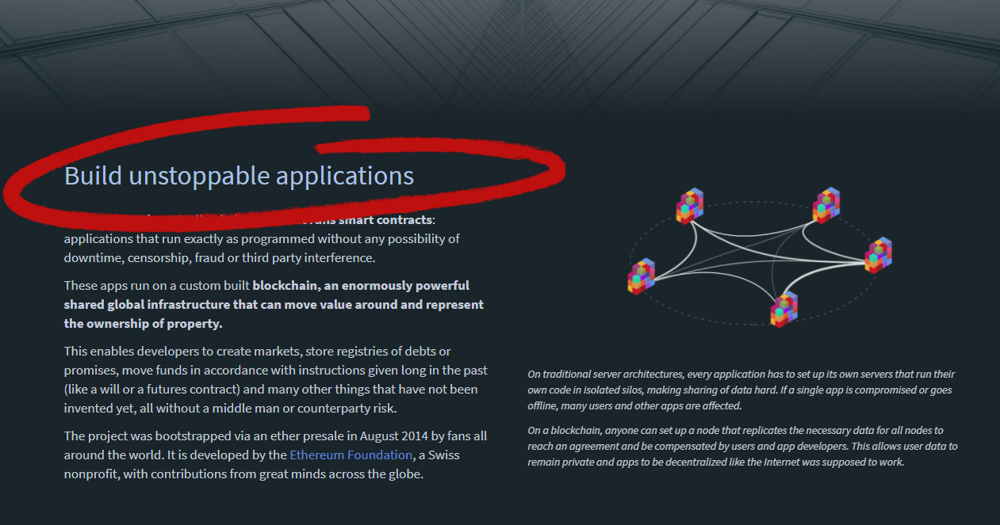 Build unstoppable applications
smart contracts:
applications that run exactly as programmed without any possibility of
downtime, censorship, fraud or third party interference.
These apps run on a custom built blockchain, an enormously powerful
shared global infrastructure that can move value around and represent
the ownership of property.
This enables developers to create markets, store registries of debts or
promises, move funds in accordance with instructions given long in the past
(like a will or a futures contract) and many other things that have not been
invented yet, all without a middle man or counterparty risk.
The project was bootstrapped via an ether presale in August 2014 by fans all
around the world. It is developed by the Ethereum Foundation, a Swiss
nonprofit, with contributions from great minds across the globe.
On traditional server architectures, every application has to set up its own servers that run their
own code in isolated silos, making sharing of data hard. If a single app is compromised or goes
offline, many users and other apps are affected.
On a blockchain, anyone can set up a node that replicates the necessary data for all nodes to
reach an agreement and be compensated by users and app developers. This allows user data to
remain private and apps to be decentralized like the Internet was supposed to work.